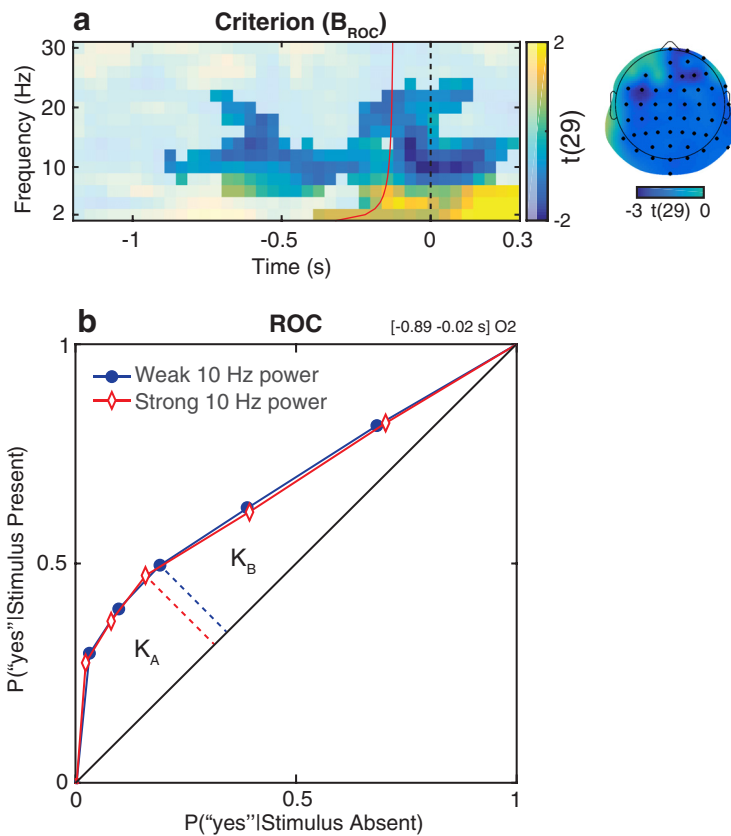 a
Criterion (B_ROC)
30
20
10
2
Frequency (Hz)
-1
-0.5
0
0.3
Time (s)
2
-2
t(29)
-3 t(29) 0
b
ROC
[-0.89 -0.02 s] O2
1
0.5
0
P("yes"|Stimulus Present)
Weak 10 Hz power
Strong 10 Hz power
K_B
K_A
0
0.5
1
P("yes"|Stimulus Absent)